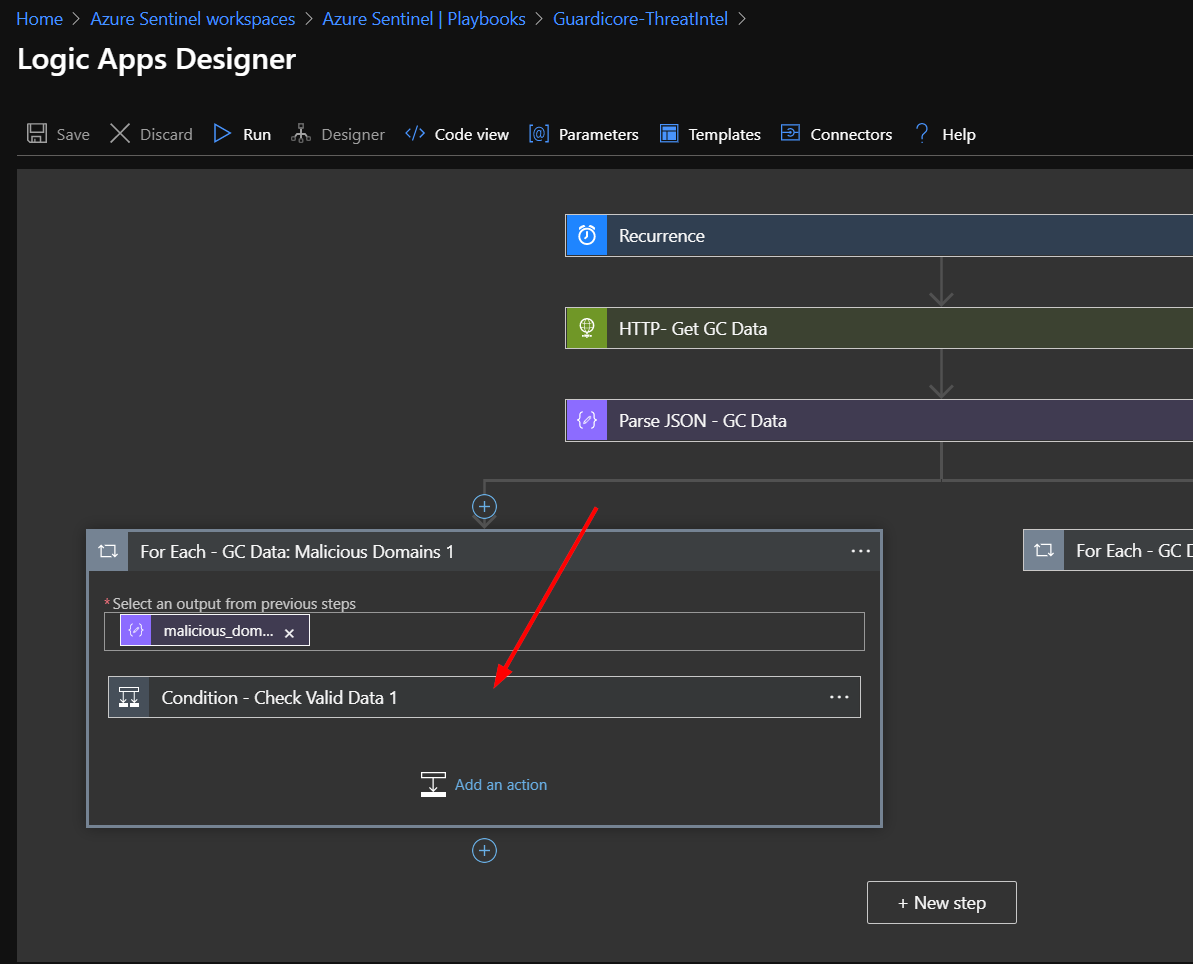 Home > Azure Sentinel workspaces > Azure Sentinel | Playbooks > Guardicore-ThreatIntel >
Logic Apps Designer
Save Discard Run Designer </> Code view [@] Parameters Templates Connectors ? Help
Recurrence
HTTP- Get GC Data
Parse JSON - GC Data
For Each - GC Data: Malicious Domains 1 ...
For Each - GC D
*Select an output from previous steps
malicious_dom... ×
Condition - Check Valid Data 1 ...
Add an action
+ New step